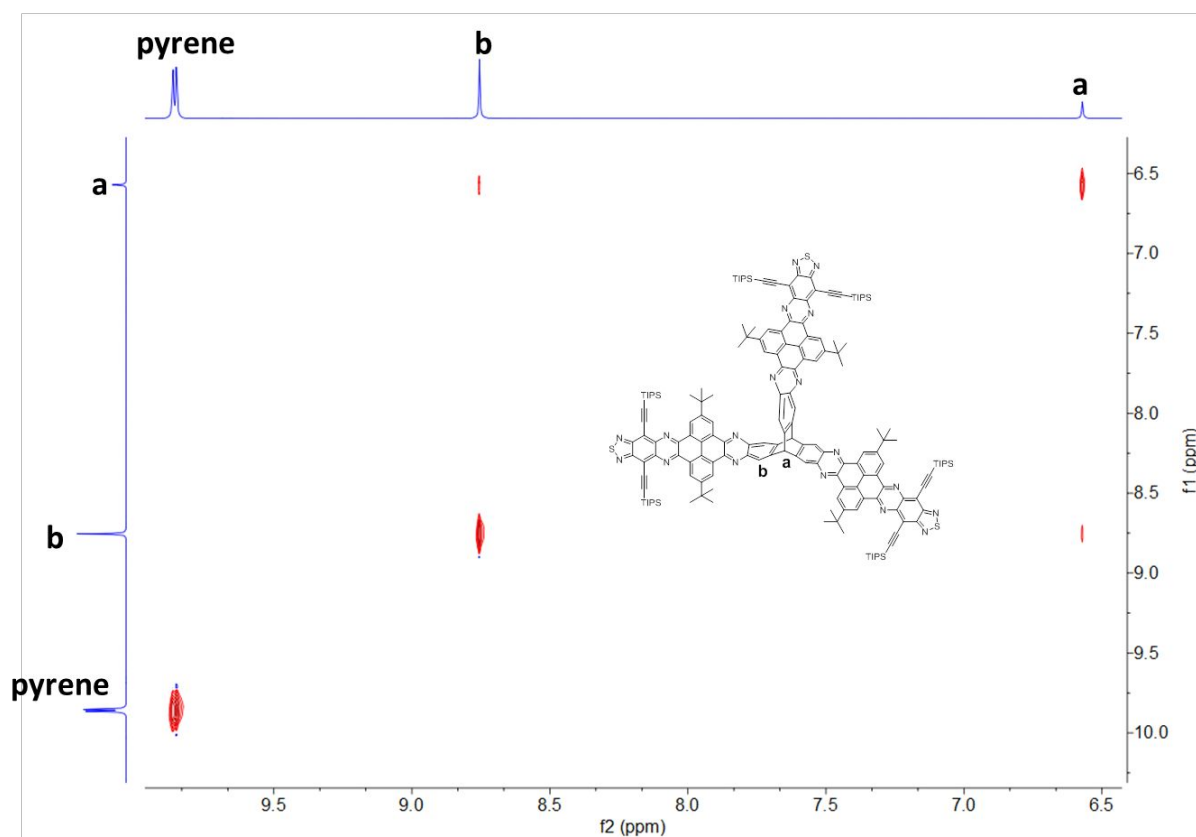 pyrene
b
a
a
b
pyrene
6.5
7.0
7.5
8.0
8.5
9.0
9.5
10.0
f1 (ppm)
9.5 9.0 8.5 8.0 7.5 7.0 6.5
f2 (ppm)
S
N N
TIPS TIPS
N N
N N
TIPS
N N N
S
N N N
TIPS
b a
N
N
N
N
TIPS
N
S
N
TIPS